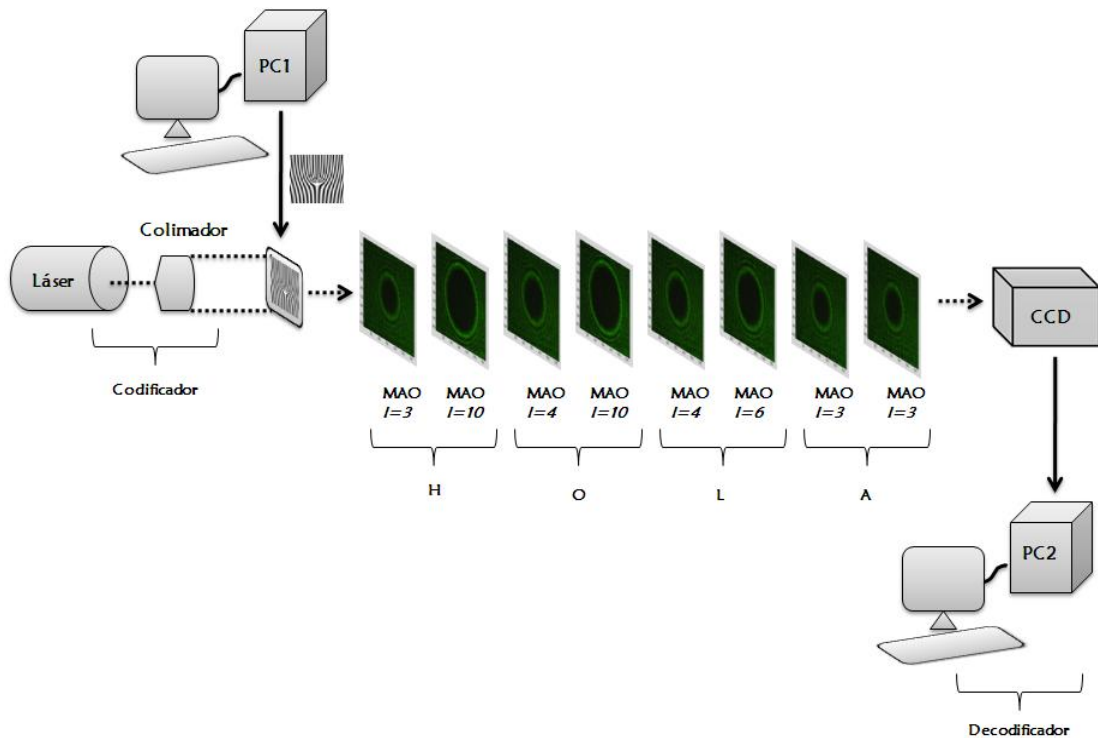 PC1
Colimador
Láser
Codificador
CCD
MAO MAO MAO MAO MAO MAO MAO MAO
l=3 l=10 l=4 l=10 l=4 l=6 l=3 l=3
H O L A
PC2
Decodificador